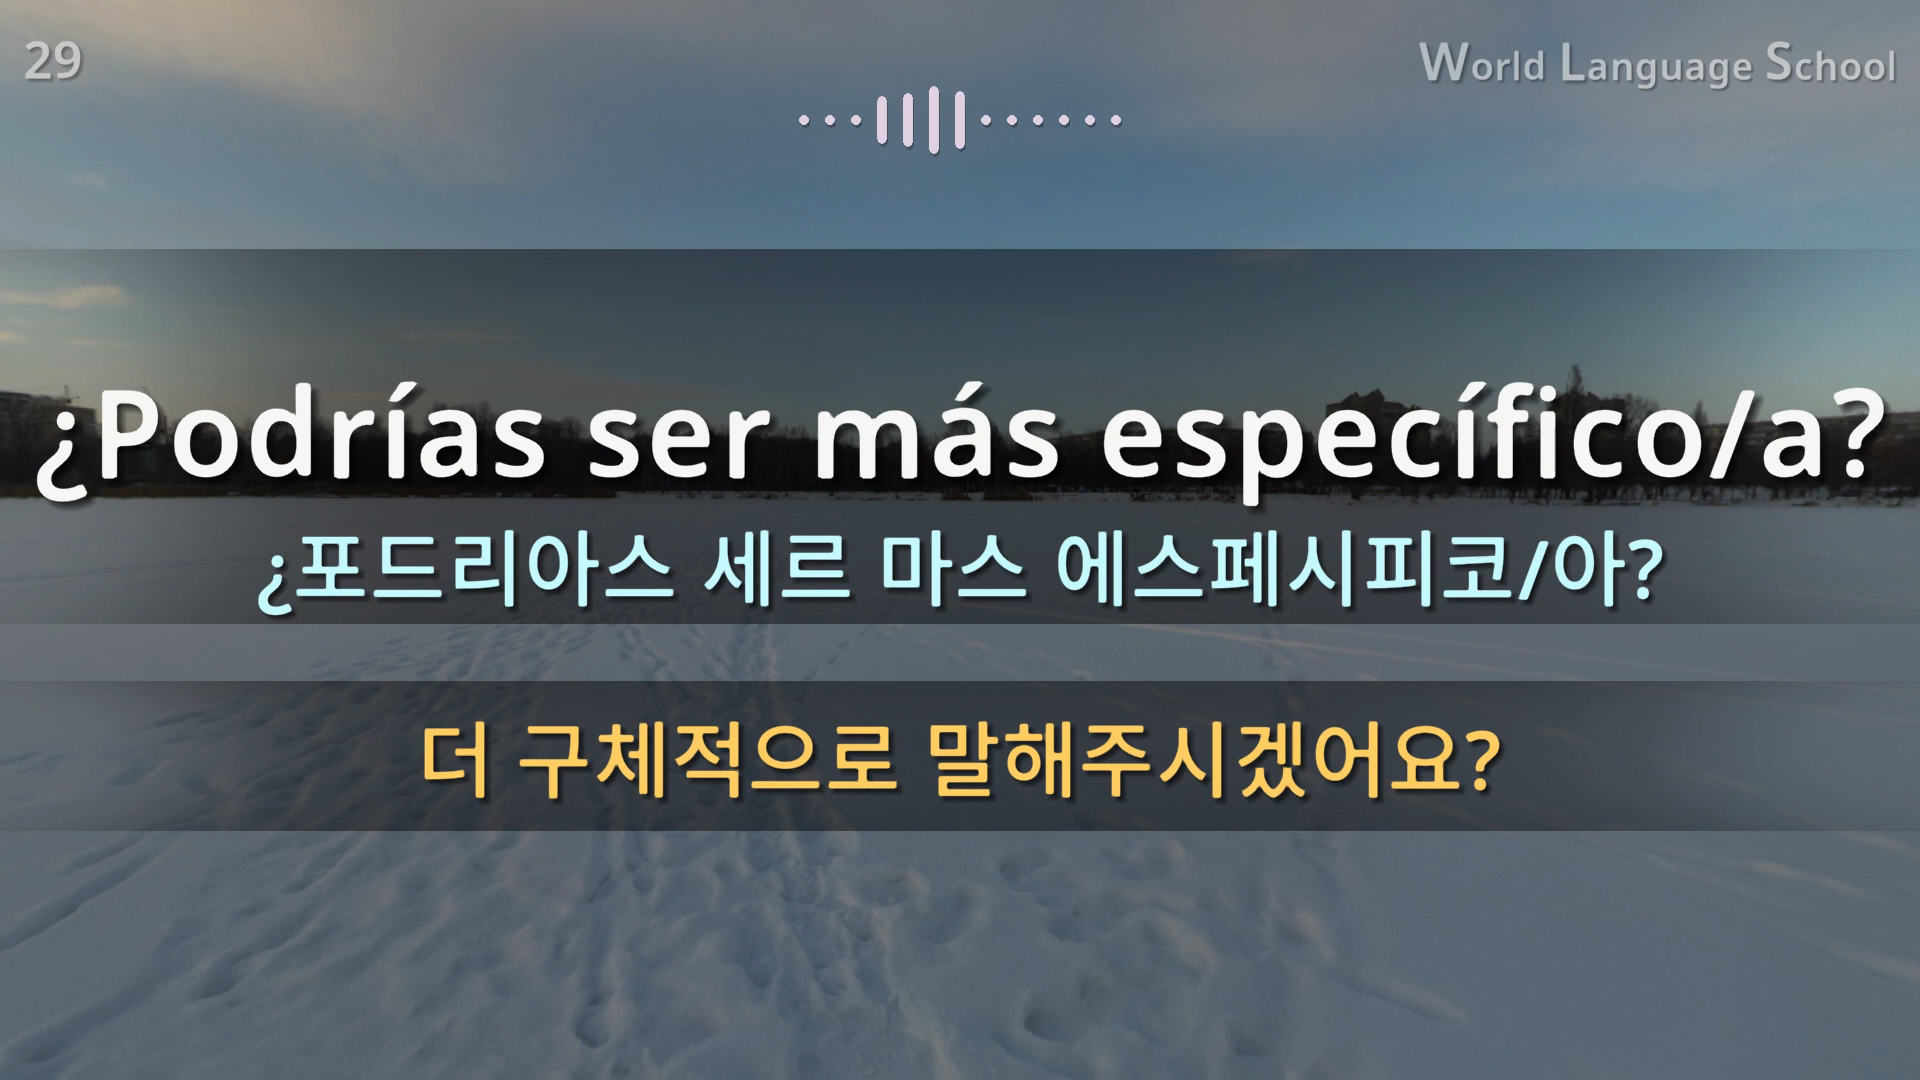 29
World Language School
¿Podrías ser más específico/a?
¿포드리아스 세르 마스 에스페시피코/아?
더 구체적으로 말해주시겠어요?